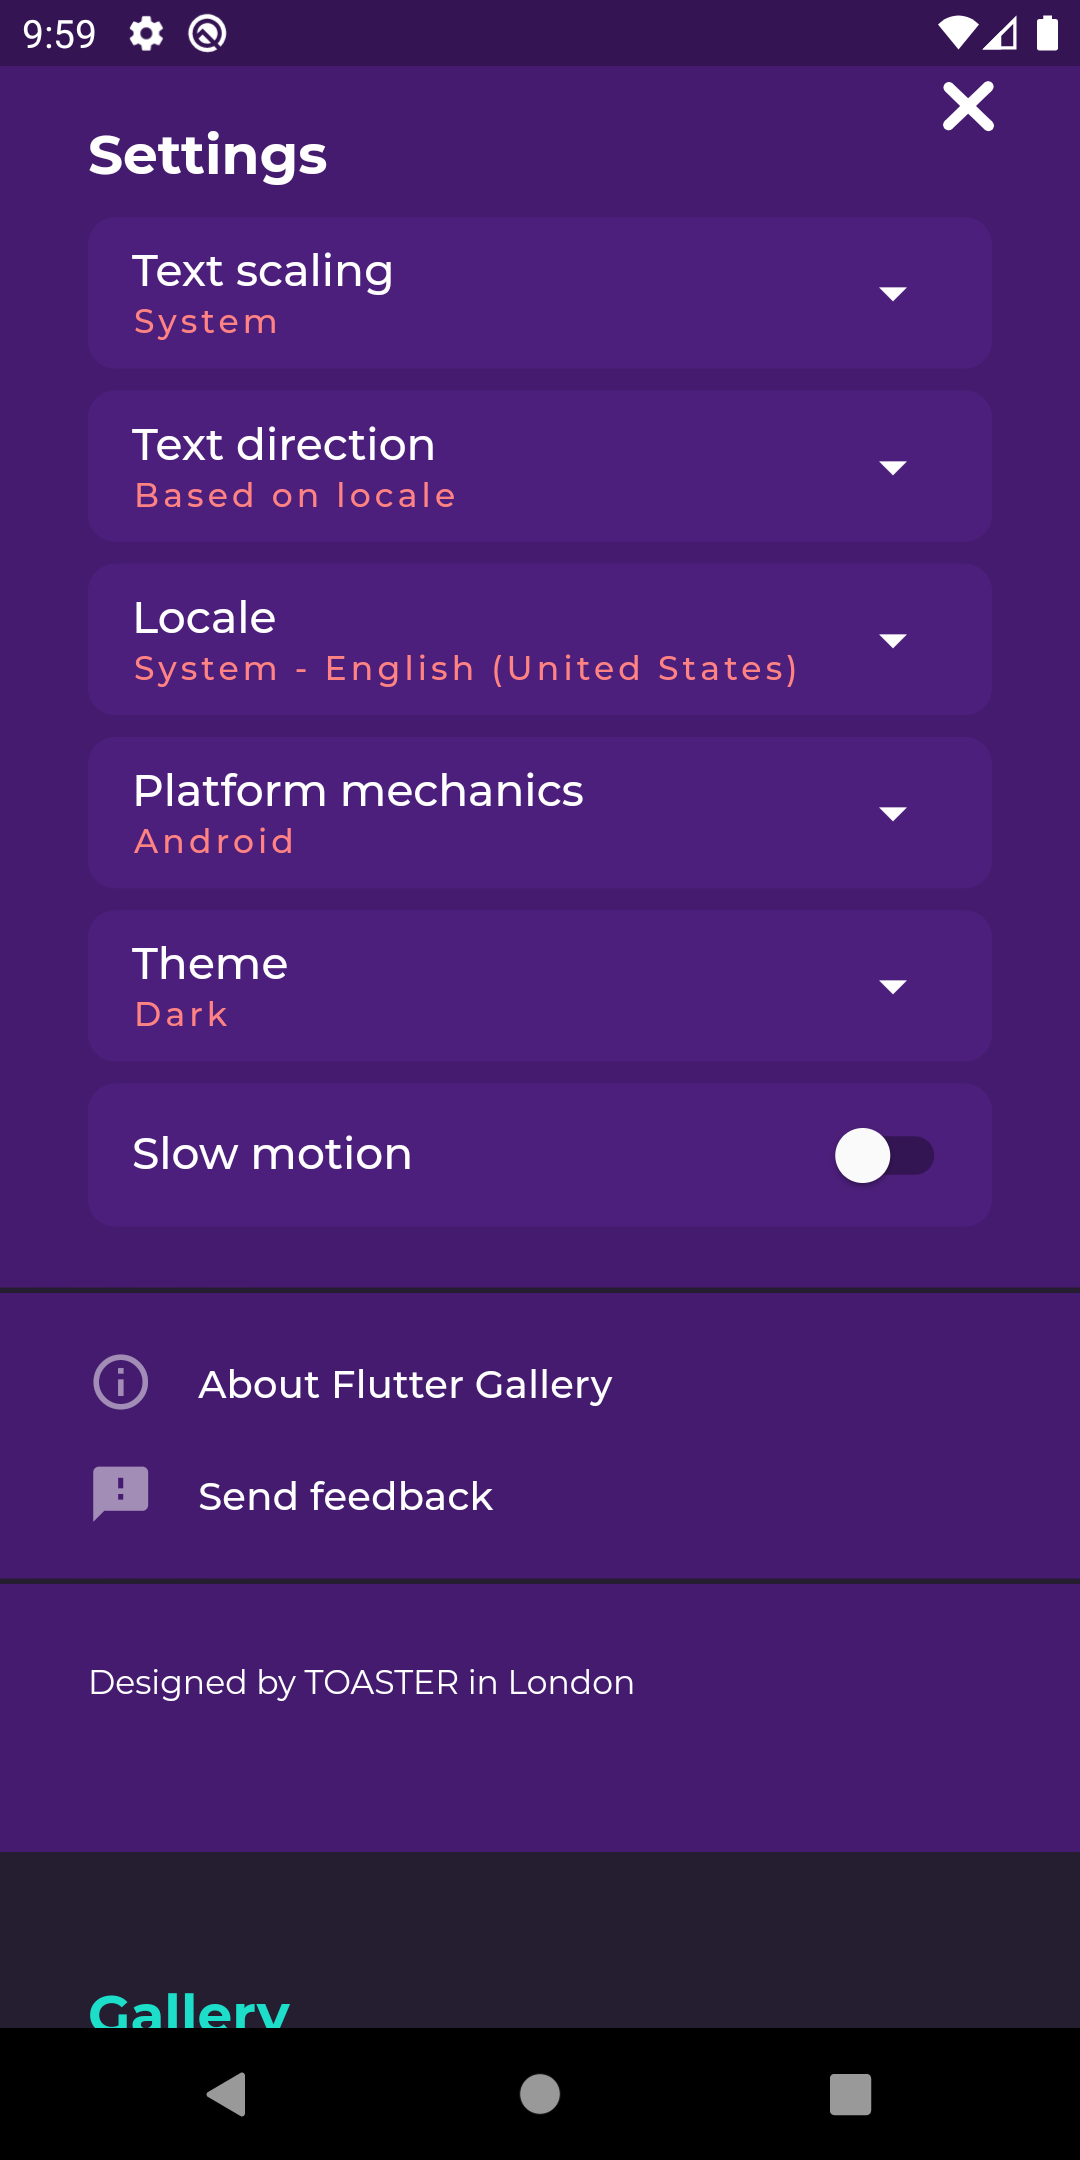 9:59
Settings
Text scaling
System
Text direction
Based on locale
Locale
System - English (United States)
Platform mechanics
Android
Theme
Dark
Slow motion
About Flutter Gallery
Send feedback
Designed by TOASTER in London
Gallery